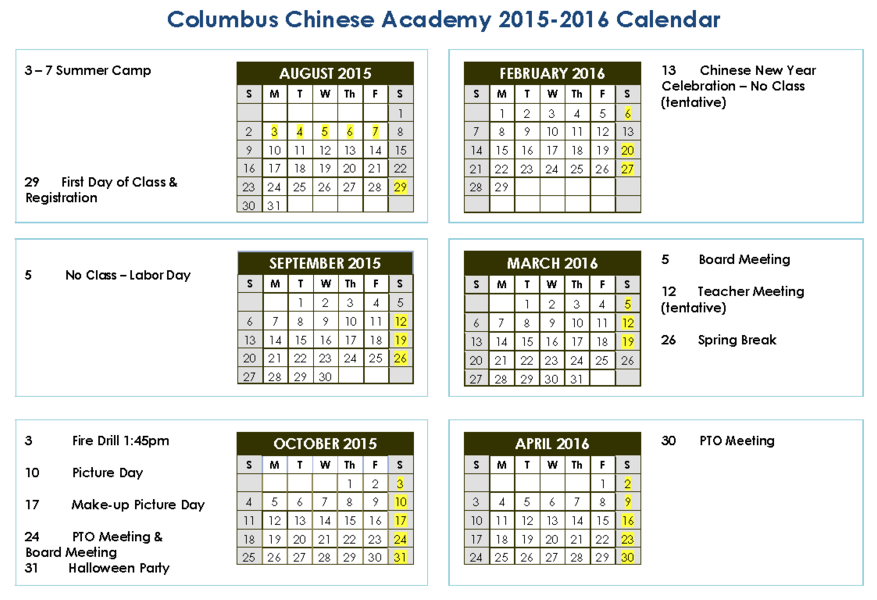 Columbus Chinese Academy 2015-2016 Calendar
3 – 7 Summer Camp
29 First Day of Class &
Registration
AUGUST 2015
S M T W Th F S
1
2 3 4 5 6 7 8
9 10 11 12 13 14 15
16 17 18 19 20 21 22
23 24 25 26 27 28 29
30 31
FEBRUARY 2016
S M T W Th F S
1 2 3 4 5 6
7 8 9 10 11 12 13
14 15 16 17 18 19 20
21 22 23 24 25 26 27
28 29
13 Chinese New Year
Celebration – No Class
(tentative)
5 No Class – Labor Day
SEPTEMBER 2015
S M T W Th F S
1 2 3 4 5
6 7 8 9 10 11 12
13 14 15 16 17 18 19
20 21 22 23 24 25 26
27 28 29 30
MARCH 2016
S M T W Th F S
1 2 3 4 5
6 7 8 9 10 11 12
13 14 15 16 17 18 19
20 21 22 23 24 25 26
27 28 29 30 31
5 Board Meeting
12 Teacher Meeting
(tentative)
26 Spring Break
3 Fire Drill 1:45pm
10 Picture Day
17 Make-up Picture Day
24 PTO Meeting &
Board Meeting
31 Halloween Party
OCTOBER 2015
S M T W Th F S
1 2 3
4 5 6 7 8 9 10
11 12 13 14 15 16 17
18 19 20 21 22 23 24
25 26 27 28 29 30 31
APRIL 2016
S M T W Th F S
1 2
3 4 5 6 7 8 9
10 11 12 13 14 15 16
17 18 19 20 21 22 23
24 25 26 27 28 29 30
30 PTO Meeting